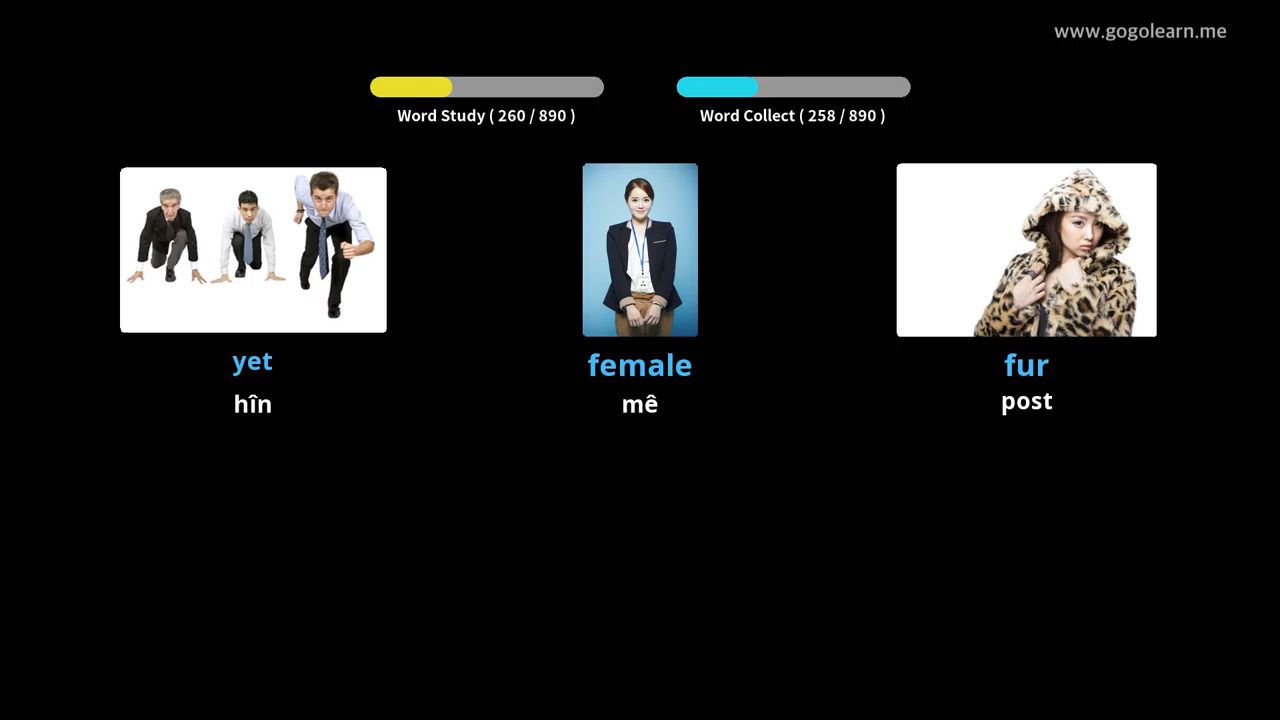 www.gogolearn.me
Word Study ( 260 / 890 )
Word Collect ( 258 / 890 )
yet
hîn
female
mê
fur
post